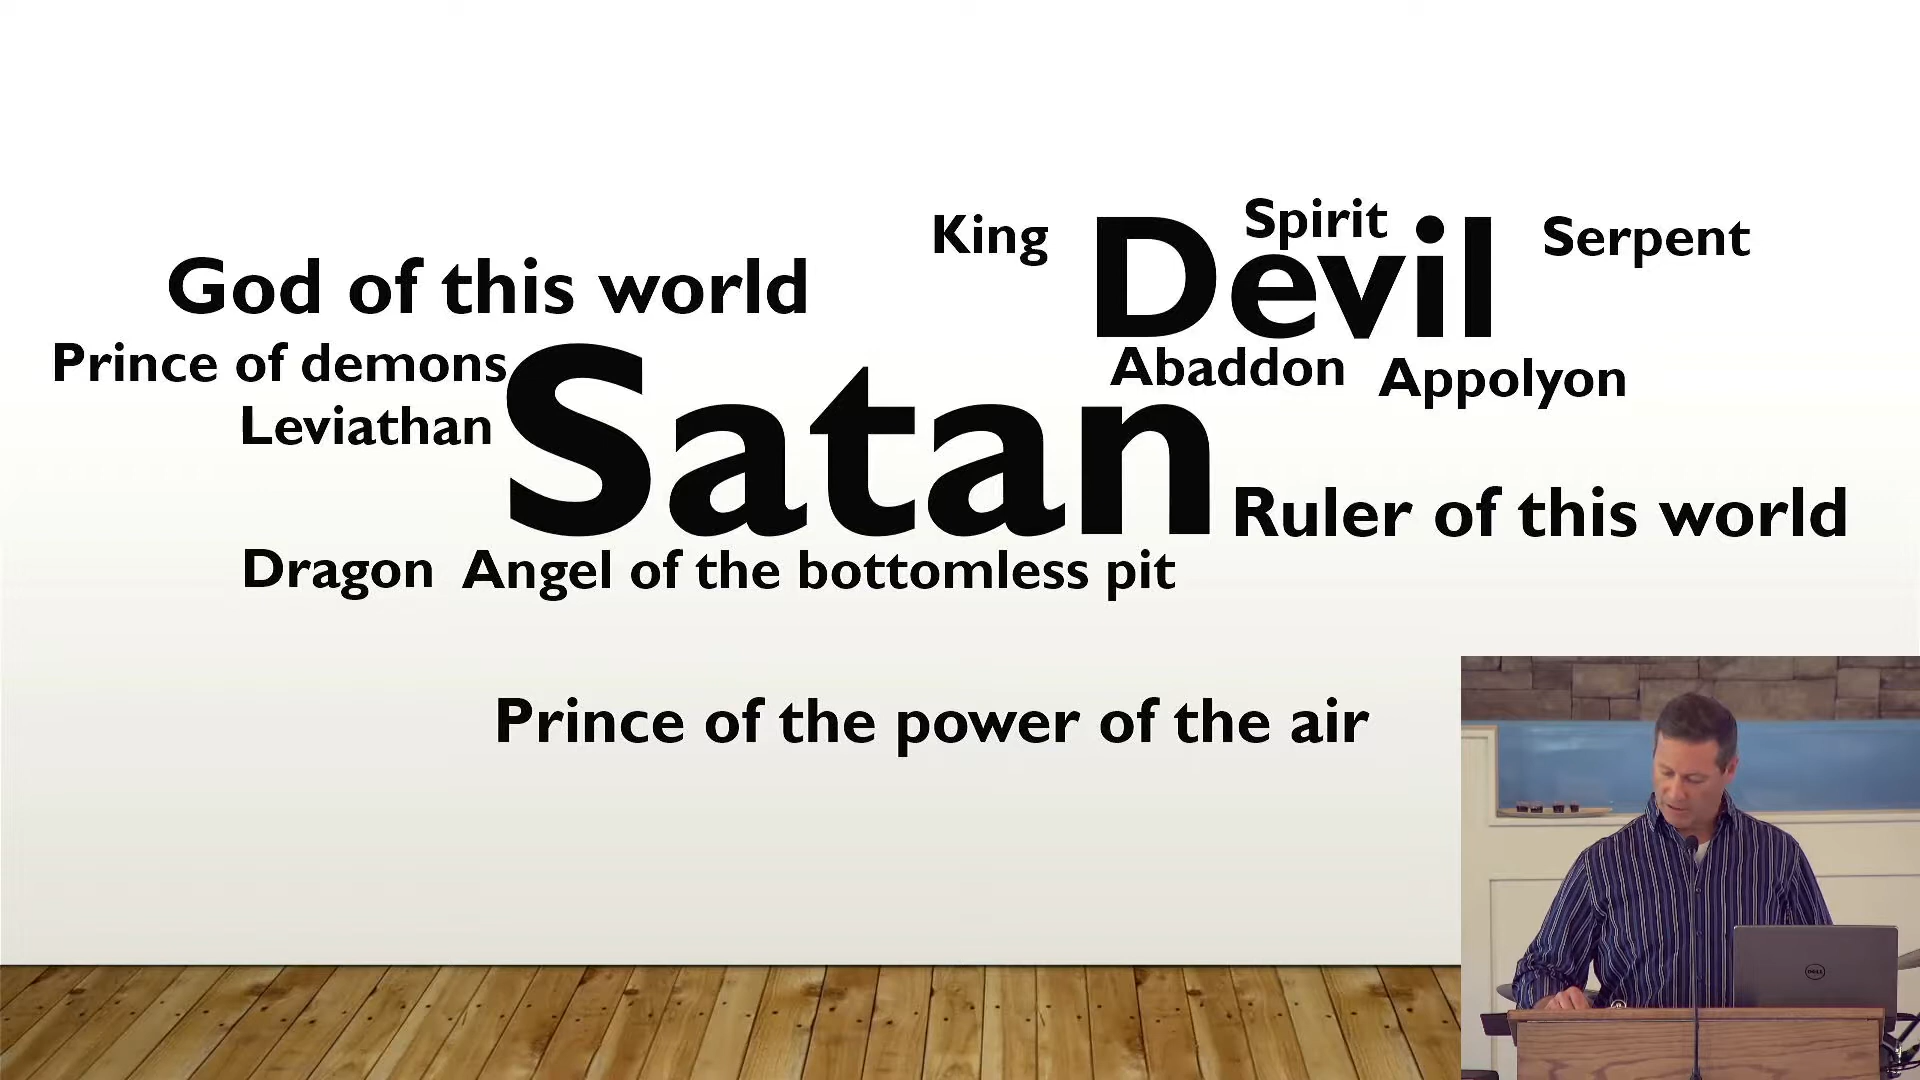 King
Spirit
Devil
Serpent
God of this world
Prince of demons
Satan
Abaddon
Appolyon
Leviathan
Ruler of this world
Dragon
Angel of the bottomless pit
Prince of the power of the air
DELL